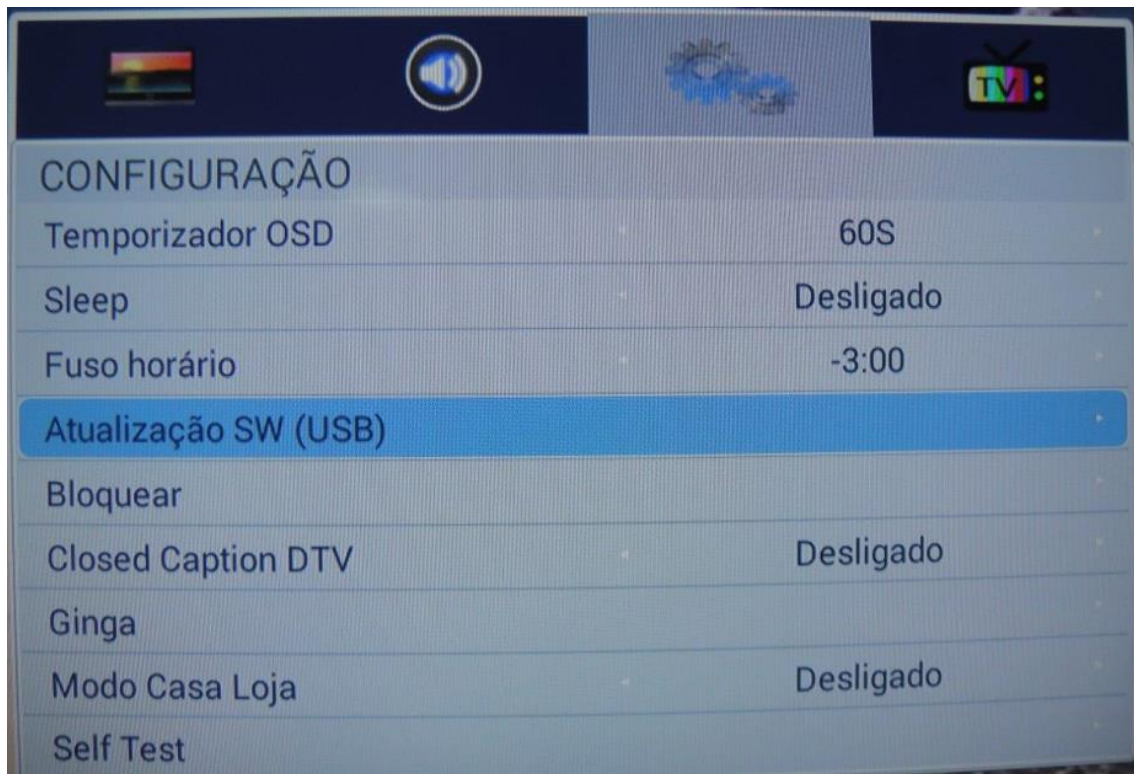 TV
CONFIGURAÇÃO
Temporizador OSD 60S
Sleep Desligado
Fuso horário -3:00
Atualização SW (USB)
Bloquear
Closed Caption DTV Desligado
Ginga
Modo Casa Loja Desligado
Self Test